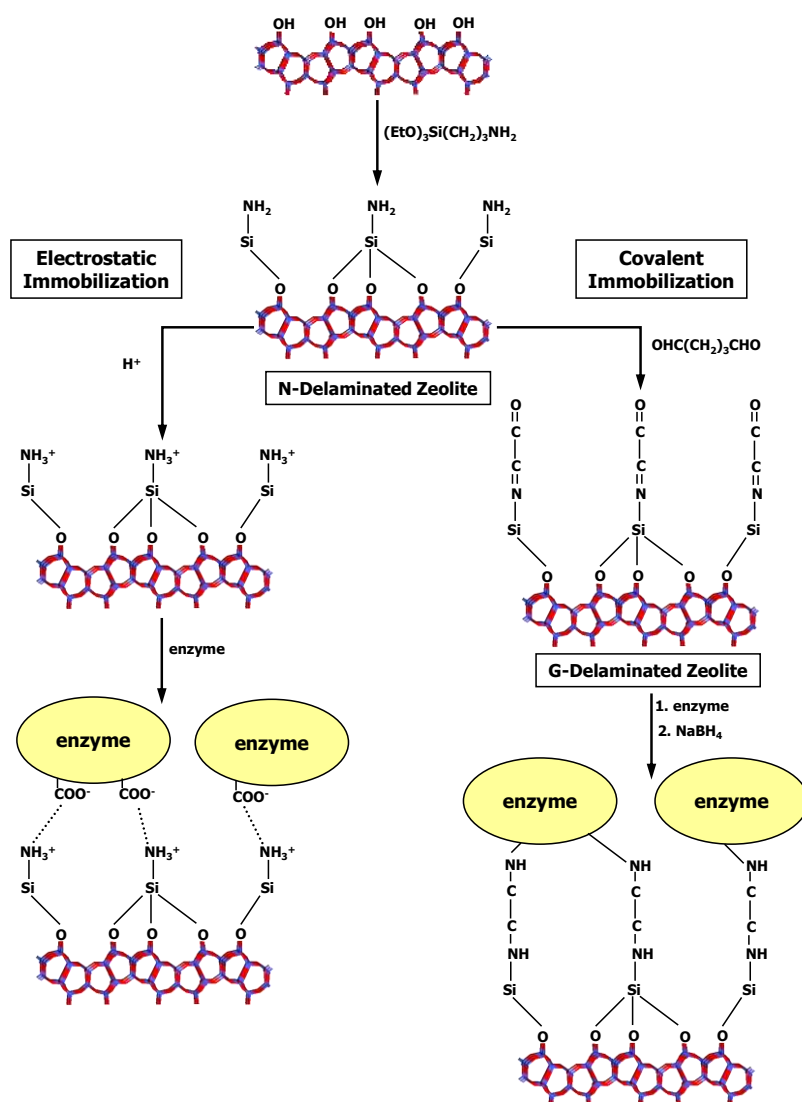 OH OH OH OH OH
(EtO)3Si(CH2)3NH2
NH2 NH2 NH2
Si Si Si
O O O O O
Electrostatic
Immobilization
Covalent
Immobilization
H+
OHC(CH2)3CHO
N-Delaminated Zeolite
NH3+ NH3+ NH3+
Si Si Si
O O O O O
O O O
C C C
C C C
N N N
Si Si Si
O O O O O
enzyme
G-Delaminated Zeolite
1. enzyme
2. NaBH4
enzyme enzyme
COO- COO- COO-
NH3+ NH3+ NH3+
Si Si Si
O O O O O
enzyme enzyme
NH NH NH
C C C
C C C
NH NH NH
Si Si Si
O O O O O